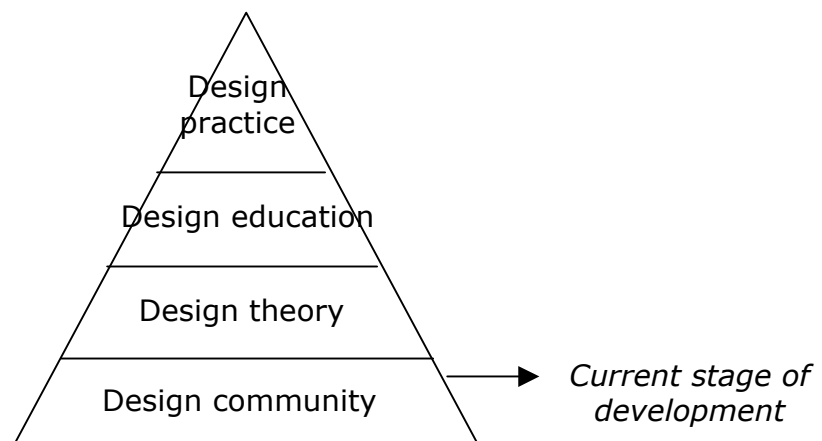 Design
practice
Design education
Design theory
Design community
Current stage of
development